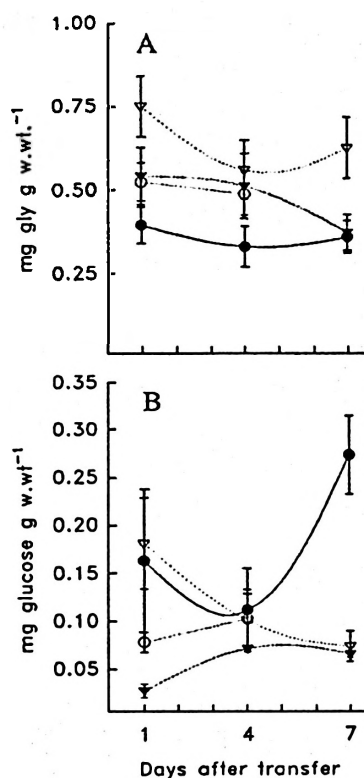 A
mg gly g w.wt.-1
1.00
0.75
0.50
0.25
B
mg glucose g w.wt-1
0.35
0.30
0.25
0.20
0.15
0.10
0.05
1 4 7
Days after transfer